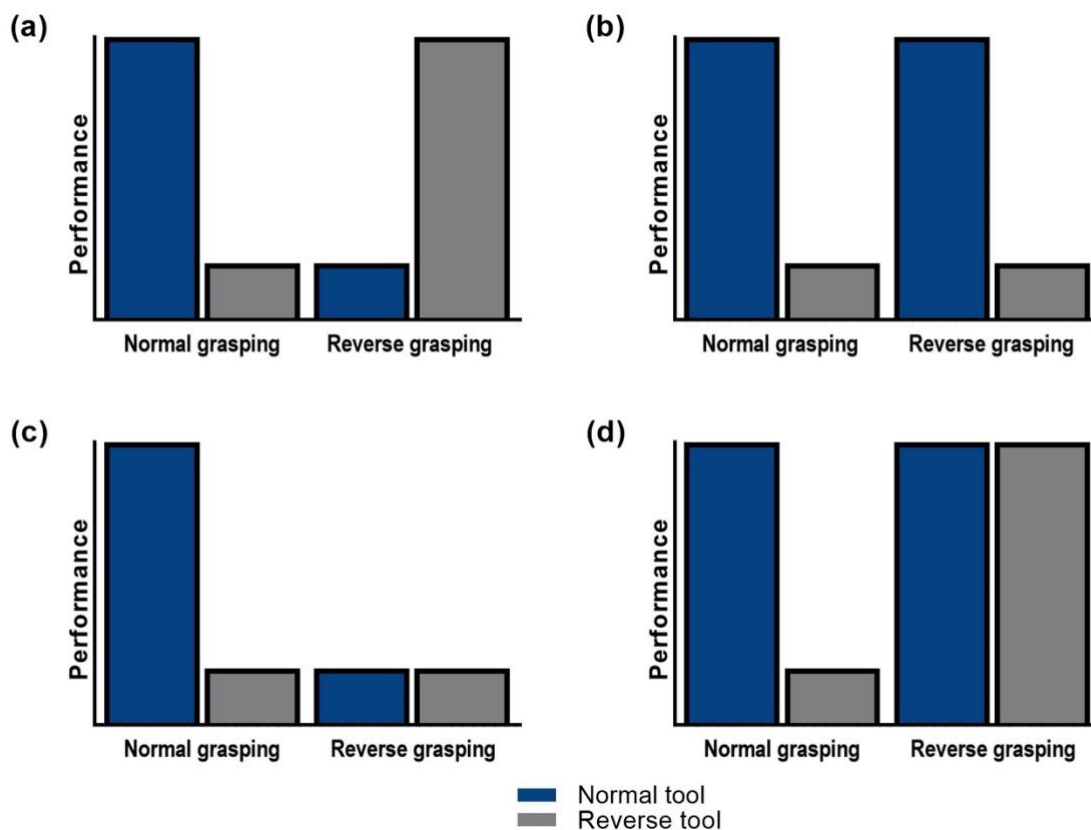 (a)
Performance
Normal grasping
Reverse grasping
(b)
Performance
Normal grasping
Reverse grasping
(c)
Performance
Normal grasping
Reverse grasping
(d)
Performance
Normal grasping
Reverse grasping
Normal tool
Reverse tool